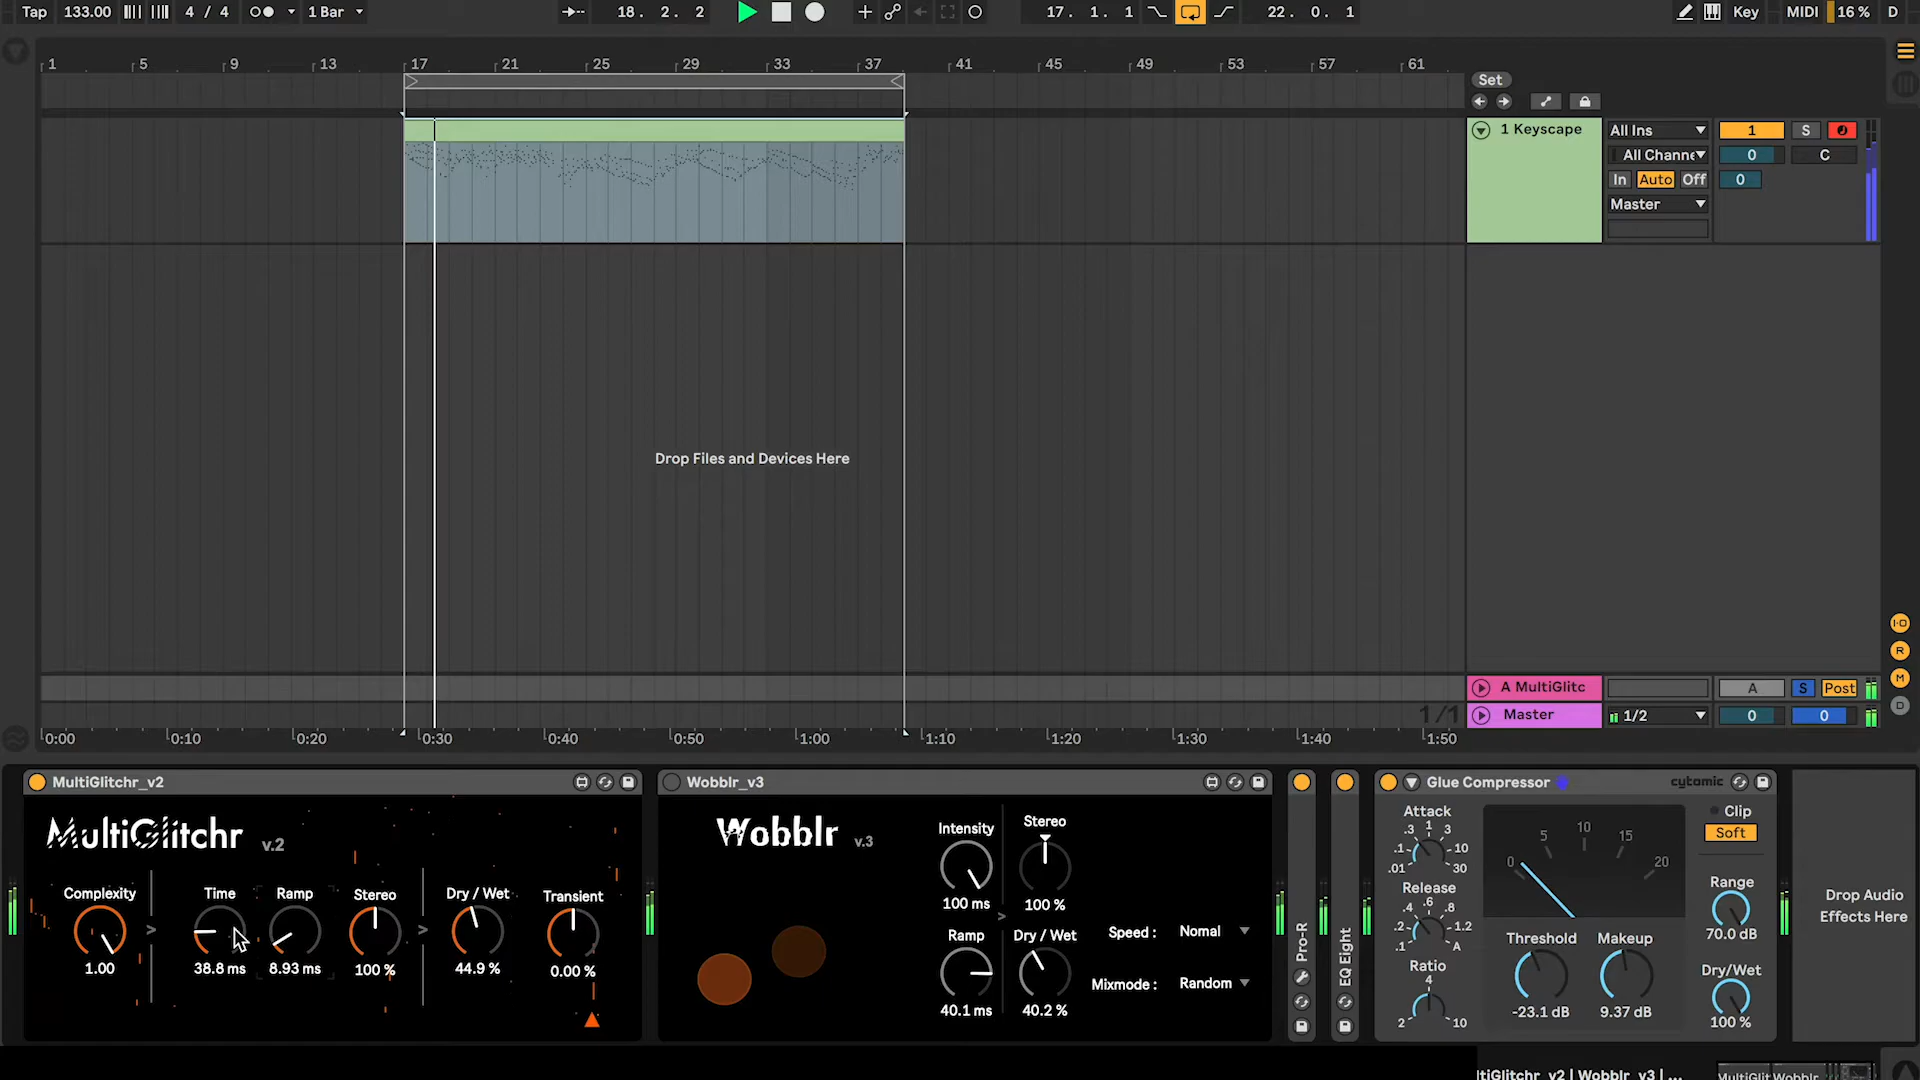 Tap 133.00 4 / 4 1 Bar 18. 2. 2 17. 1. 1 22. 0. 1 Key MIDI 16 % D
1 5 9 13 17 21 25 29 33 37 41 45 49 53 57 61
Set
1 Keyscape All Ins 1 S
All Channe 0 C
In Auto Off 0
Master
Drop Files and Devices Here
I·O
R
M
D
A MultiGlitc A S Post
1/1 Master 1/2 0 0
0:00 0:10 0:20 0:30 0:40 0:50 1:00 1:10 1:20 1:30 1:40 1:50
MultiGlitchr_v2
MultiGlitchr v.2
Complexity Time Ramp Stereo Dry / Wet Transient
> >
1.00 38.8 ms 8.93 ms 100 % 44.9 % 0.00 %
Wobblr_v3
Wobblr v.3
Intensity Stereo
100 ms 100 %
>
Ramp Dry / Wet
40.1 ms 40.2 %
Speed : Nomal
Mixmode : Random
Pro-R
EQ Eight
Glue Compressor cytomic
Attack
.01 .1 .3 1 3 10 30
Release
.1 .2 .4 .6 .8 1.2 A
Ratio
2 4 10
0 5 10 15 20
Threshold Makeup
-23.1 dB 9.37 dB
Clip
Soft
Range
70.0 dB
Dry/Wet
100 %
Drop Audio
Effects Here
ltiGlitchr_v2 | Wobblr_v3 | ...
MultiGlit Wobblr